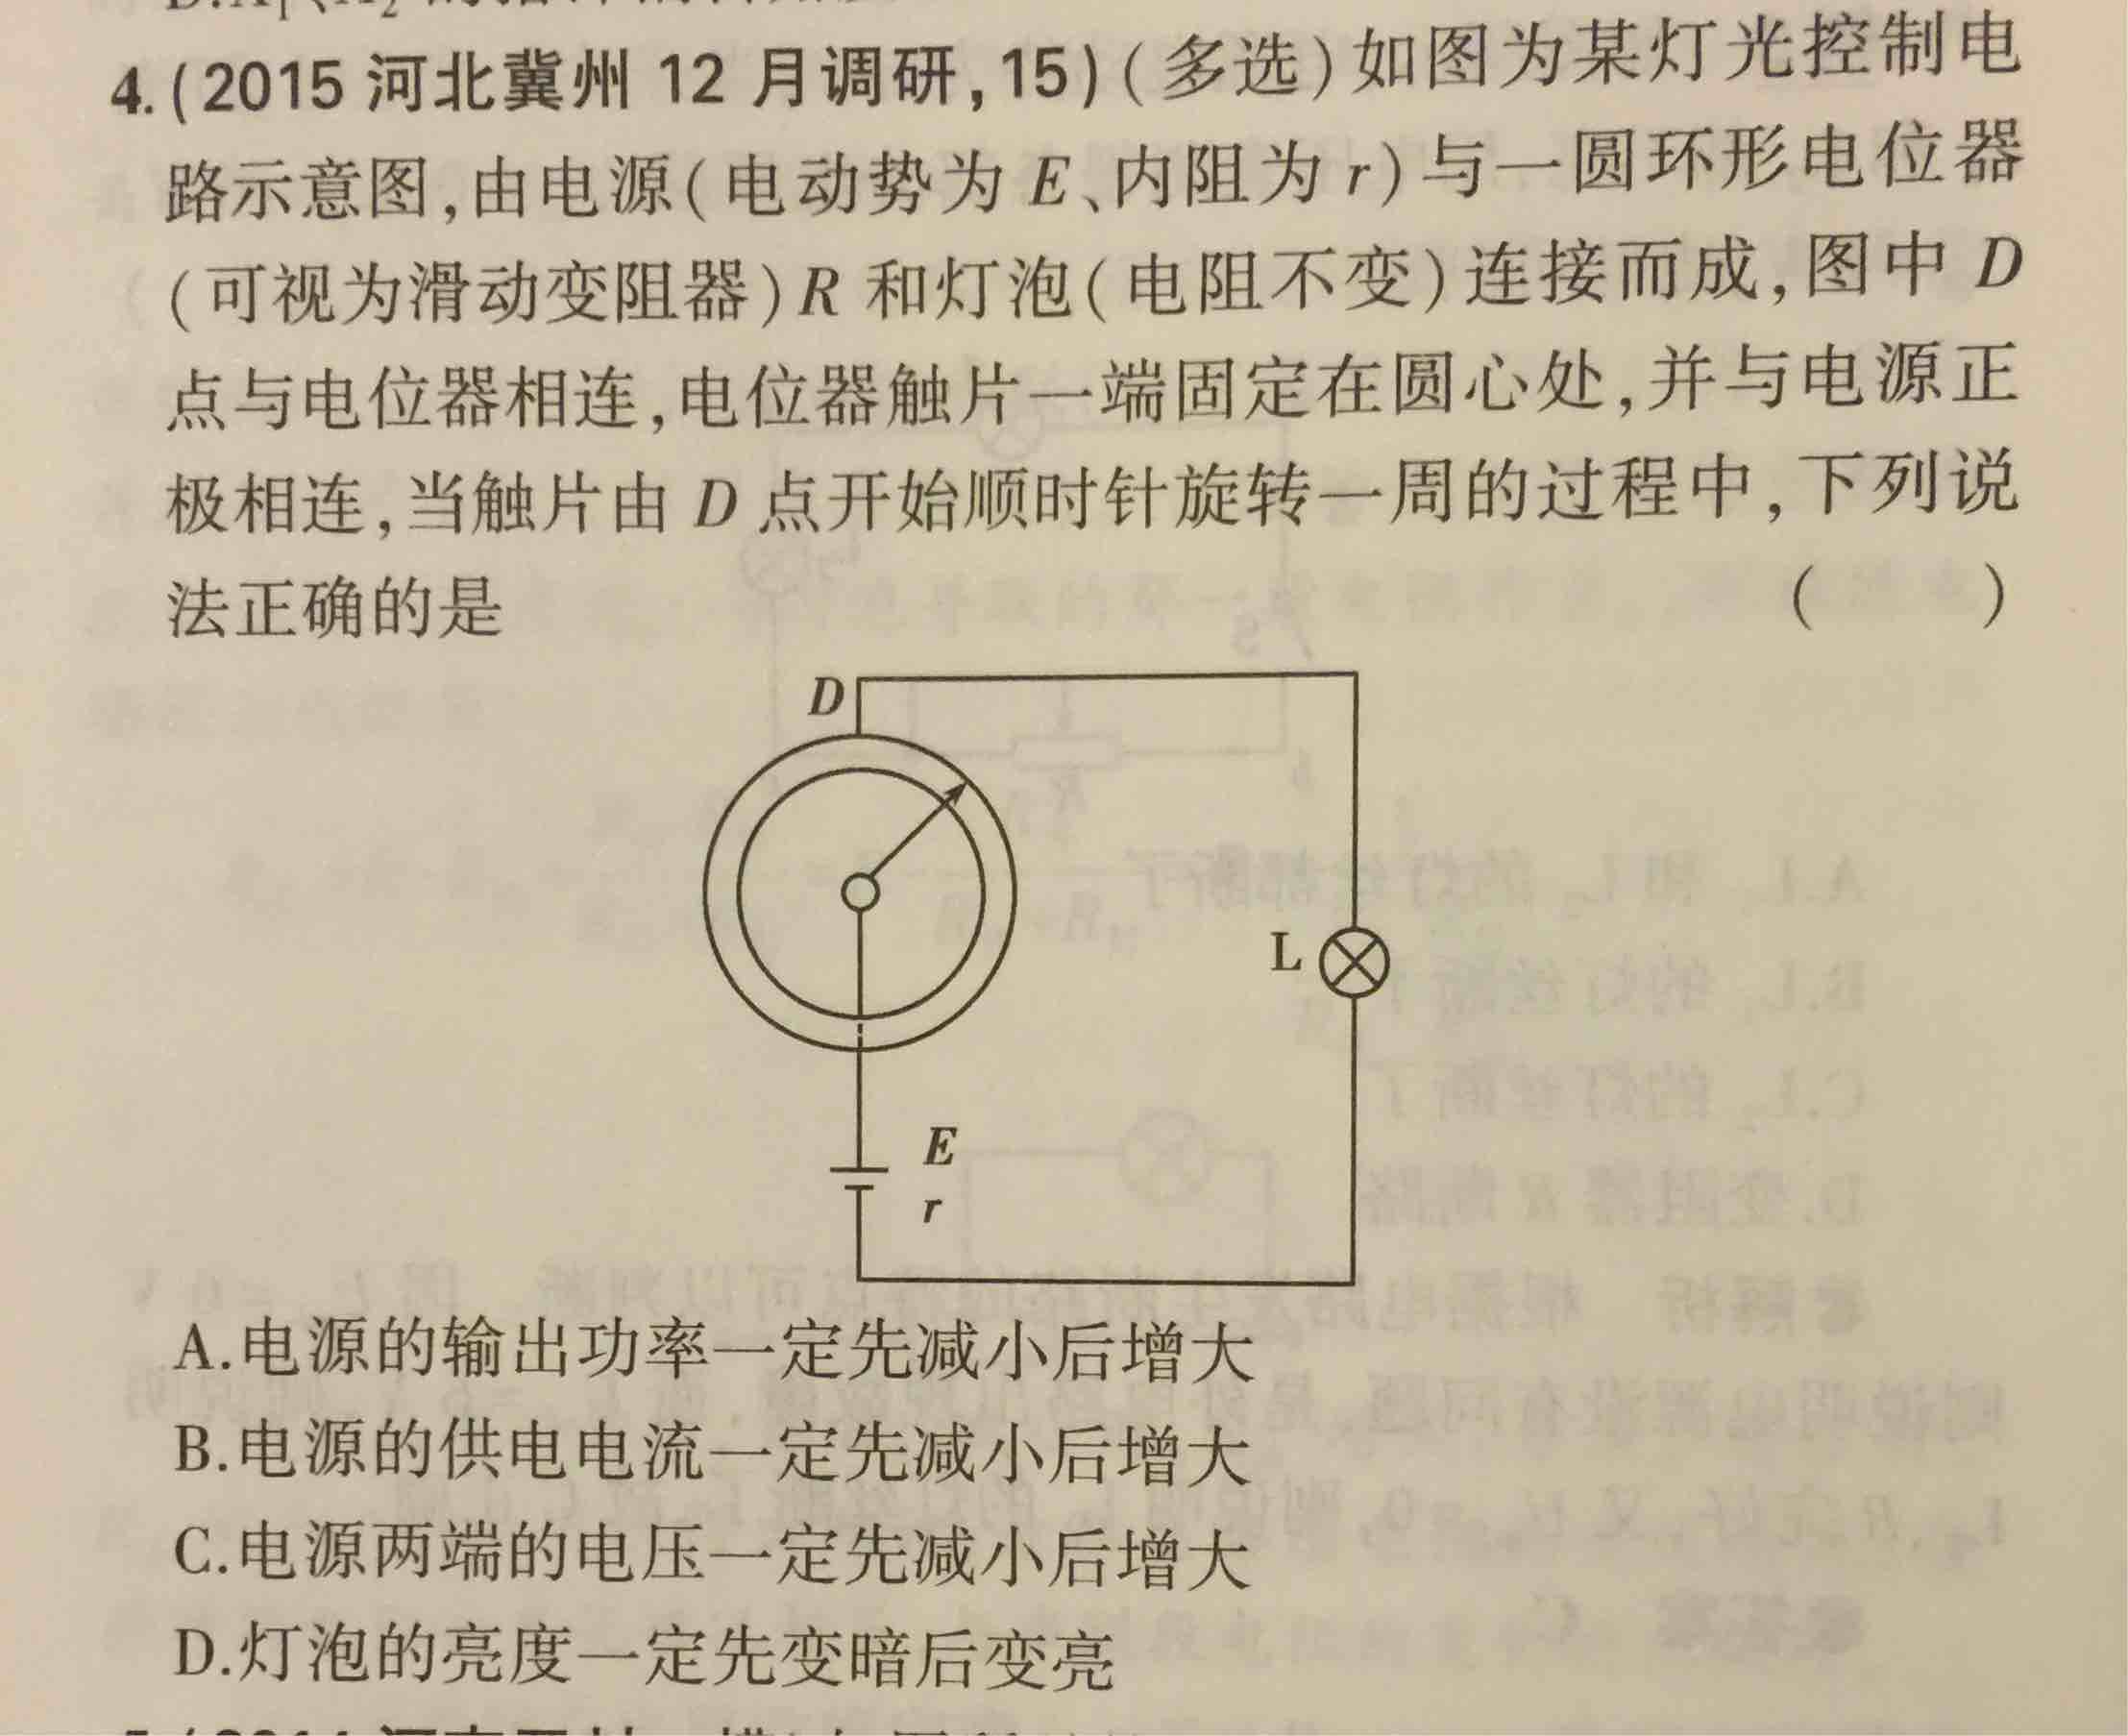 4.(2015 河北冀州 12 月调研,15)(多选)如图为某灯光控制电
路示意图,由电源(电动势为 E、内阻为 r)与一圆环形电位器
(可视为滑动变阻器)R 和灯泡(电阻不变)连接而成,图中 D
点与电位器相连,电位器触片一端固定在圆心处,并与电源正
极相连,当触片由 D 点开始顺时针旋转一周的过程中,下列说
法正确的是 ( )
D
L
E
r
A.电源的输出功率一定先减小后增大
B.电源的供电电流一定先减小后增大
C.电源两端的电压一定先减小后增大
D.灯泡的亮度一定先变暗后变亮